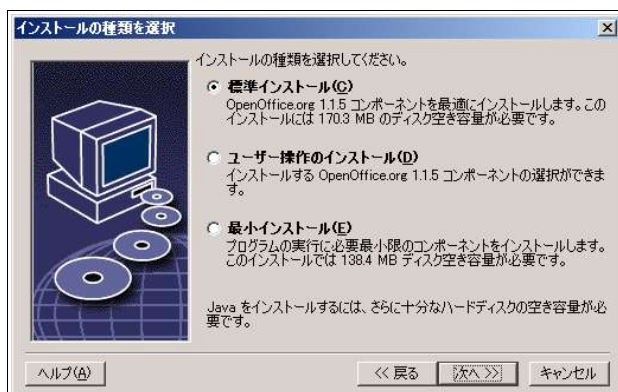 インストールの種類を選択
インストールの種類を選択してください。
標準インストール(C)
OpenOffice.org 1.1.5 コンポーネントを最適にインストールします。この
インストールには 170.3 MB のディスク空き容量が必要です。
ユーザー操作のインストール(D)
インストールする OpenOffice.org 1.1.5 コンポーネントの選択ができま
す。
最小インストール(E)
プログラムの実行に必要最小限のコンポーネントをインストールします。
このインストールでは 138.4 MB ディスク空き容量が必要です。
Java をインストールするには、さらに十分なハードディスクの空き容量が必
要です。
ヘルプ(A)
<< 戻る
次へ >>
キャンセル